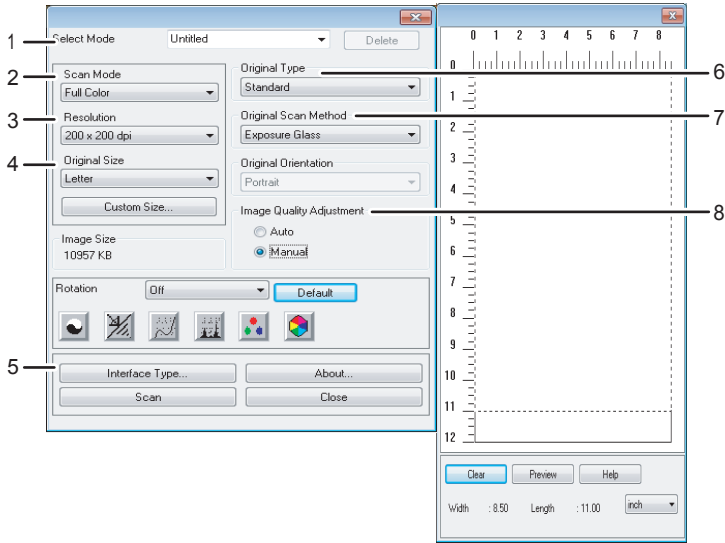 1
Select Mode Untitled Delete
2
Scan Mode
Full Color
3
Resolution
200 x 200 dpi
4
Original Size
Letter
Custom Size...
Image Size
10957 KB
6
Original Type
Standard
7
Original Scan Method
Exposure Glass
Original Orientation
Portrait
8
Image Quality Adjustment
Auto
Manual
Rotation Off Default
5
Interface Type... About...
Scan Close
0 1 2 3 4 5 6 7 8
0
1
2
3
4
5
6
7
8
9
10
11
12
Clear Preview Help
Width : 8.50 Length : 11.00 inch